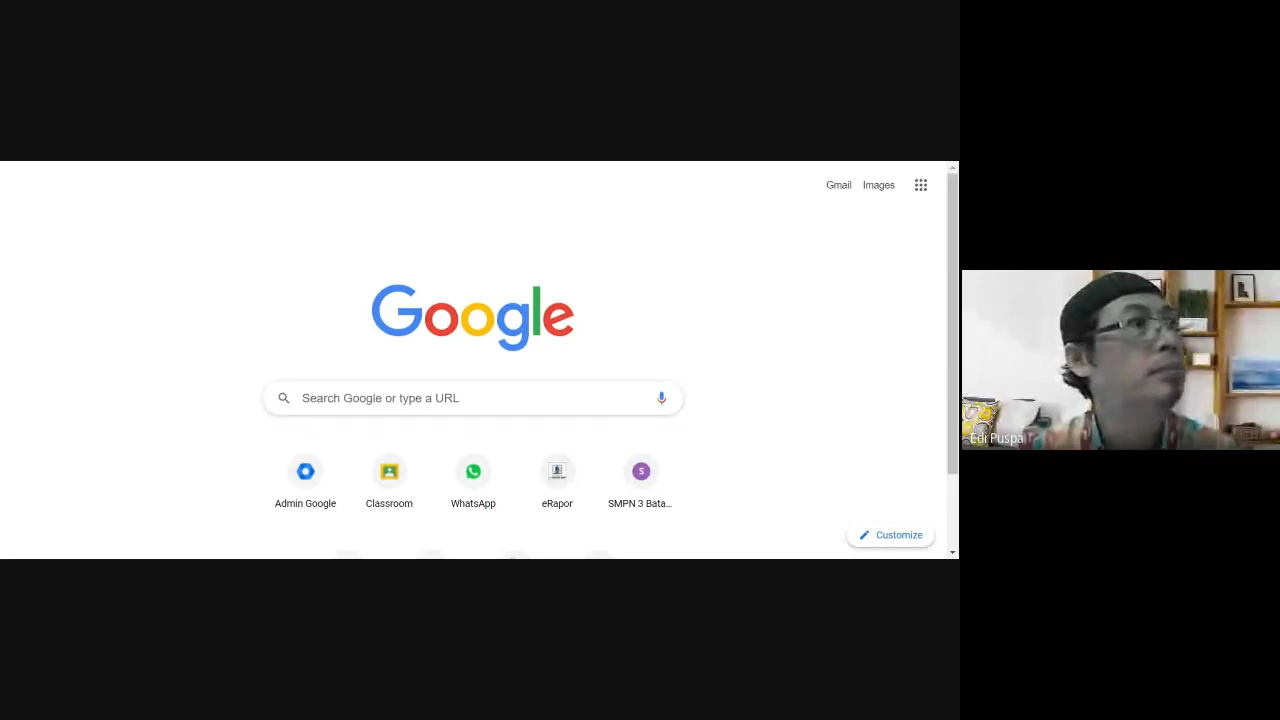 Gmail Images
Google
Search Google or type a URL
S
Admin Google Classroom WhatsApp eRapor SMPN 3 Bata...
Customize
Edi Puspa